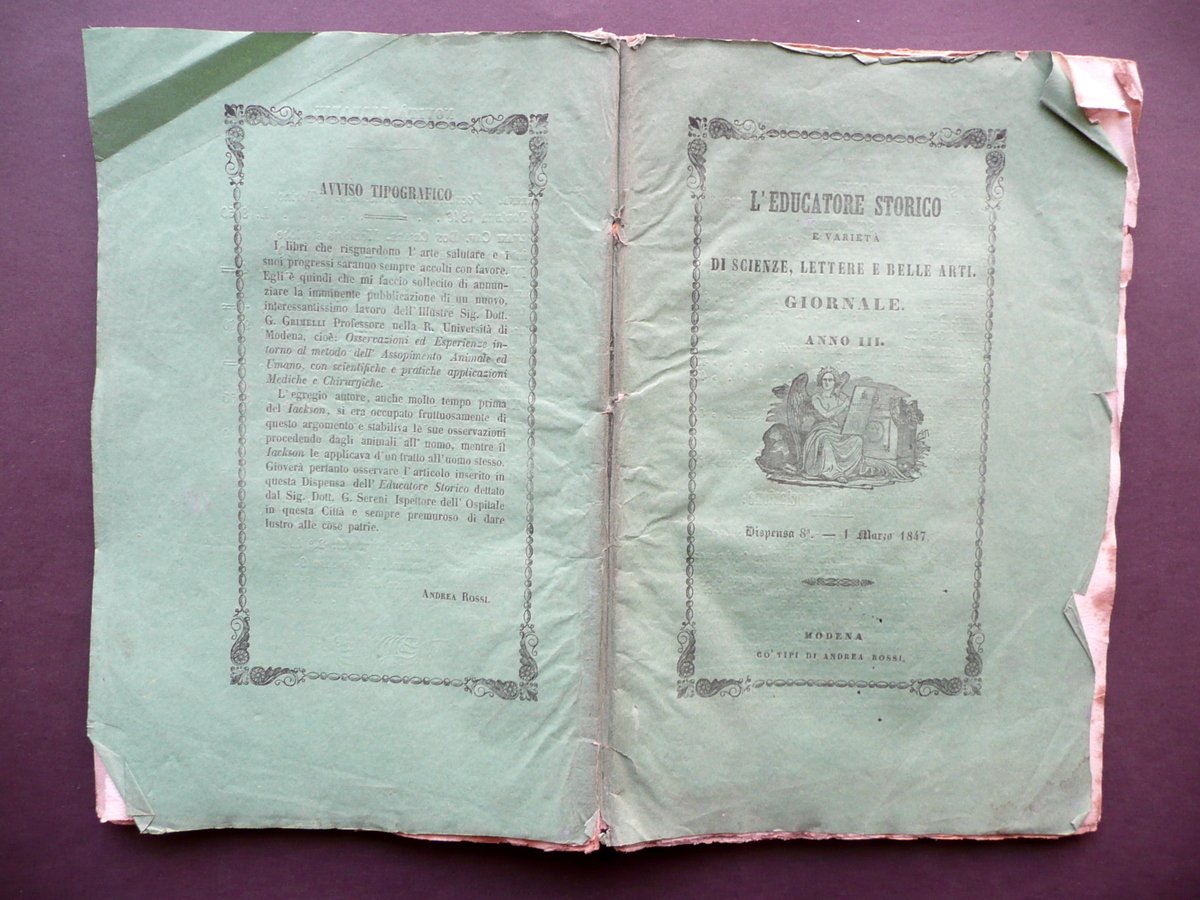 AVVISO TIPOGRAFICO
I libri che risguardono l' arte salutare e i
suoi progressi saranno sempre accolti con favore.
Egli è quindi che mi faccio sollecito di annun-
ziare la imminente pubblicazione di un nuovo,
interessantissimo lavoro dell' Illustre Sig. Dott.
G. GRIMELLI Professore nella R. Università di
Modena, cioè: Osservazioni ed Esperienze in-
torno al metodo dell' Assopimento Animale ed
Umano, con scientifiche e pratiche applicazioni
Mediche e Chirurgiche.
L' egregio autore, anche molto tempo prima
del Iackson, si era occupato fruttuosamente di
questo argomento e stabiliva le sue osservazioni
procedendo dagli animali all' uomo, mentre il
Iackson le applicava d' un tratto all' uomo stesso.
Gioverà pertanto osservare l' articolo inserito in
questa Dispensa dell' Educatore Storico dettato
dal Sig. Dott. G. Sereni Ispettore dell' Ospitale
in questa Città e sempre premuroso di dare
lustro alle cose patrie.
ANDREA ROSSI.
L' EDUCATORE STORICO
E VARIETÀ
DI SCIENZE, LETTERE E BELLE ARTI.
GIORNALE.
ANNO III.
Dispensa 8ª. — 1 Marzo 1847
MODENA
CO' TIPI DI ANDREA ROSSI.